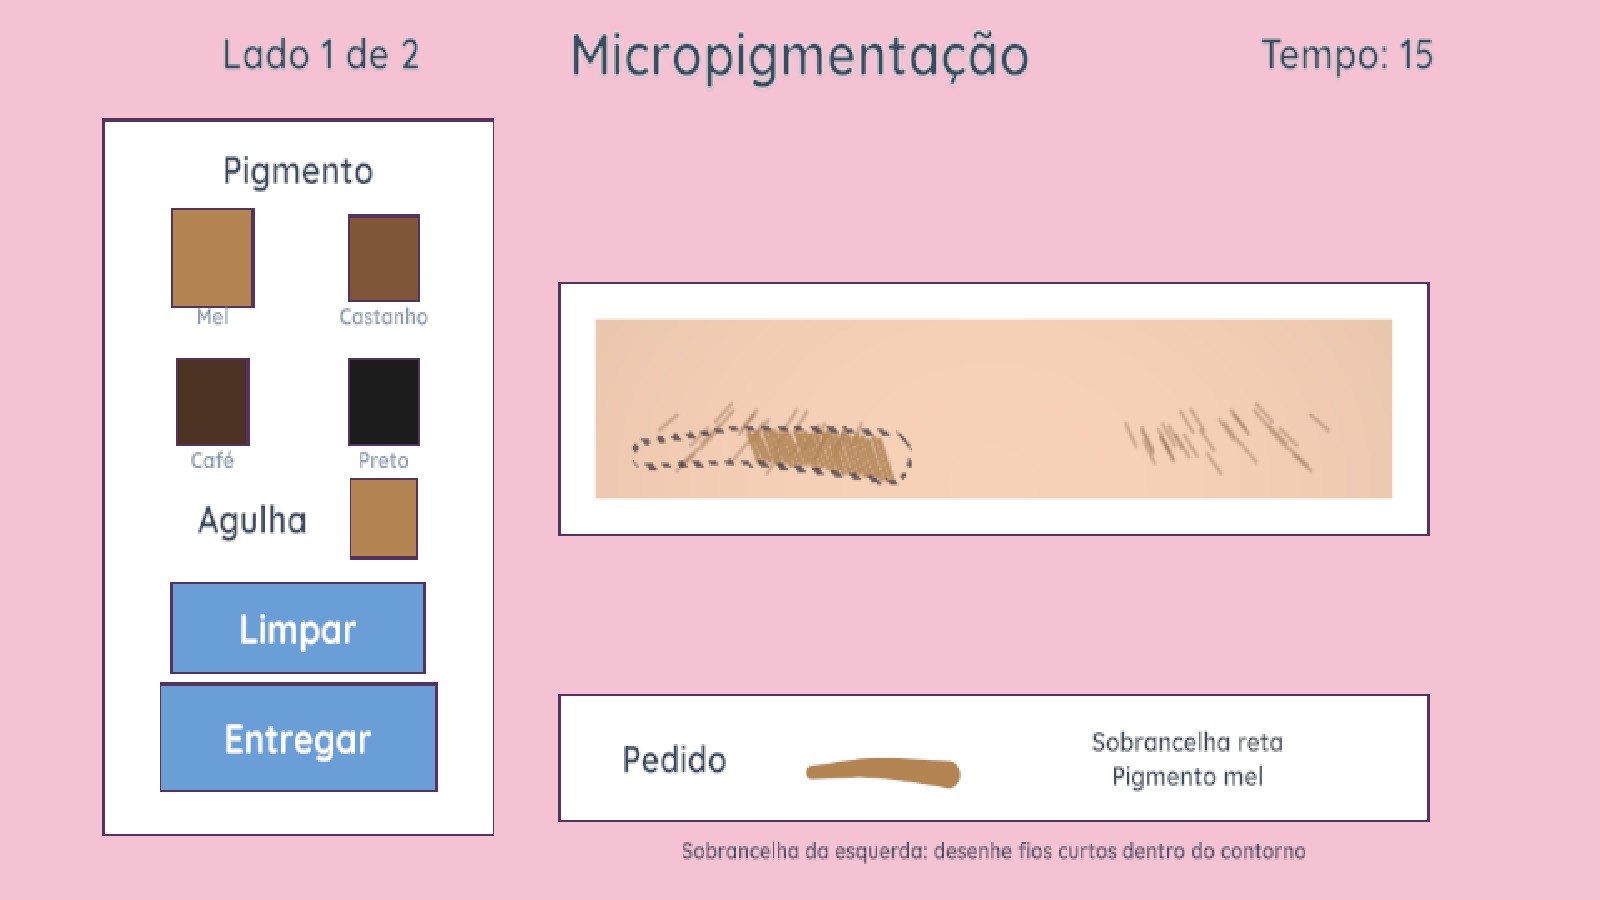 Lado 1 de 2
Micropigmentação
Tempo: 15
Pigmento
Mel
Castanho
Café
Preto
Agulha
Limpar
Entregar
Pedido
Sobrancelha reta
Pigmento mel
Sobrancelha da esquerda: desenhe fios curtos dentro do contorno